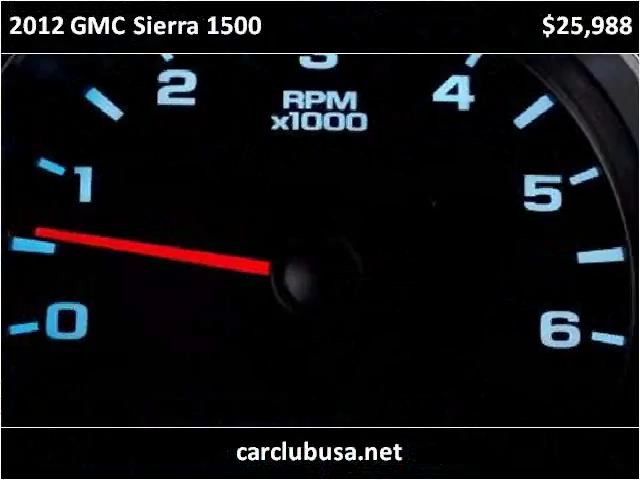 2012 GMC Sierra 1500 $25,988
2 3 4
RPM
x1000
1 5
0 6
carclubusa.net